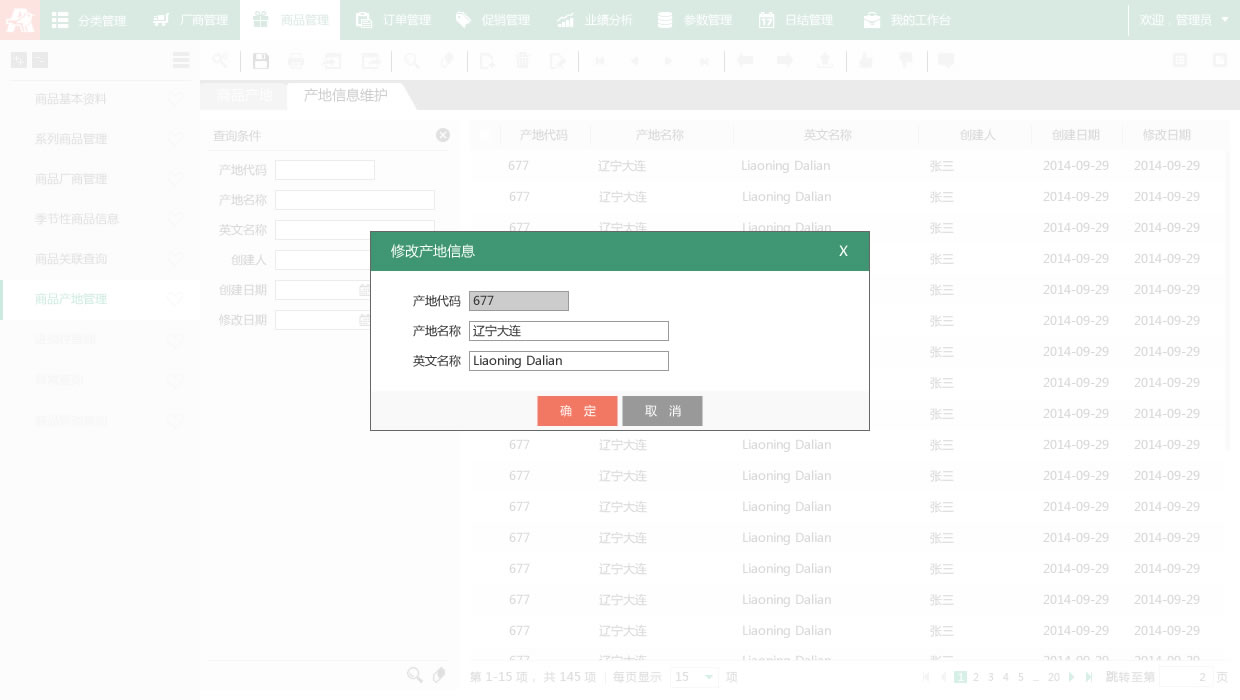 分类管理 厂商管理 商品管理 订单管理 促销管理 业绩分析 参数管理 日结管理 我的工作台 欢迎，管理员
商品产地 产地信息维护
商品基本资料
系列商品管理
商品厂商管理
季节性商品信息
商品关联查询
商品产地管理
查询条件
产地代码
产地名称
英文名称
创建人
创建日期
修改日期
产地代码 产地名称 英文名称 创建人 创建日期 修改日期
677 辽宁大连 Liaoning Dalian 张三 2014-09-29 2014-09-29
677 辽宁大连 Liaoning Dalian 张三 2014-09-29 2014-09-29
677 辽宁大连 Liaoning Dalian 张三 2014-09-29 2014-09-29
张三 2014-09-29 2014-09-29
张三 2014-09-29 2014-09-29
张三 2014-09-29 2014-09-29
张三 2014-09-29 2014-09-29
张三 2014-09-29 2014-09-29
张三 2014-09-29 2014-09-29
677 辽宁大连 Liaoning Dalian 张三 2014-09-29 2014-09-29
677 辽宁大连 Liaoning Dalian 张三 2014-09-29 2014-09-29
677 辽宁大连 Liaoning Dalian 张三 2014-09-29 2014-09-29
677 辽宁大连 Liaoning Dalian 张三 2014-09-29 2014-09-29
677 辽宁大连 Liaoning Dalian 张三 2014-09-29 2014-09-29
677 辽宁大连 Liaoning Dalian 张三 2014-09-29 2014-09-29
677 辽宁大连 Liaoning Dalian 张三 2014-09-29 2014-09-29
677 辽宁大连 Liaoning Dalian 张三 2014-09-29 2014-09-29
修改产地信息 X
产地代码 677
产地名称 辽宁大连
英文名称 Liaoning Dalian
确 定 取 消
第 1-15 项， 共 145 项 每页显示 15 项 1 2 3 4 5 ... 20 跳转至第 2 页